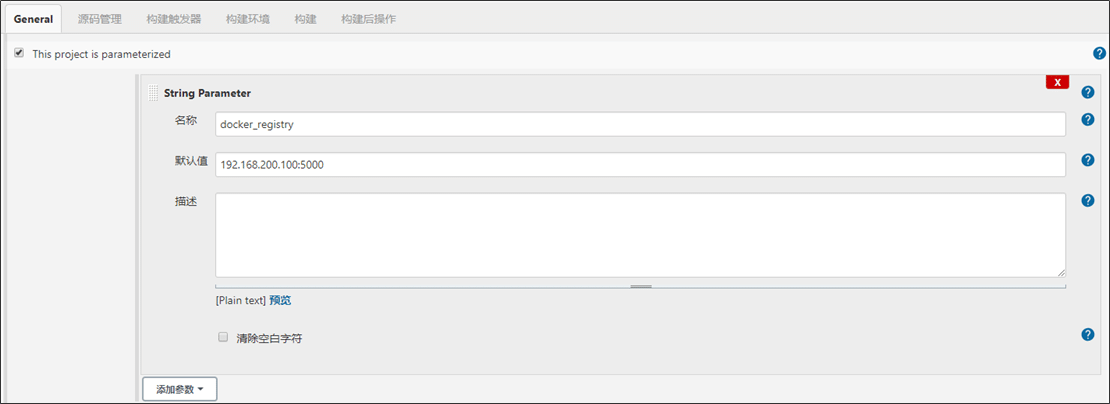 General 源码管理 构建触发器 构建环境 构建 构建后操作
This project is parameterized
String Parameter
X
名称 docker_registry
默认值 192.168.200.100:5000
描述
[Plain text] 预览
清除空白字符
添加参数